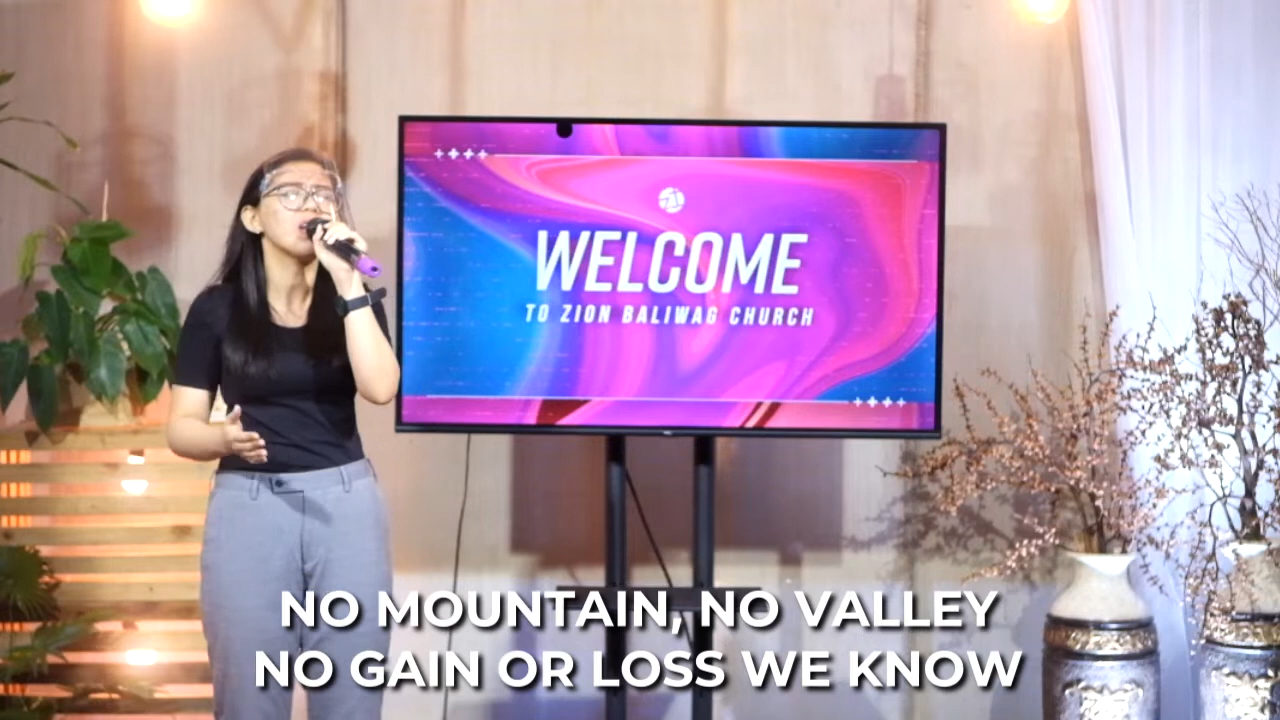 WELCOME
TO ZION BALIWAG CHURCH
NO MOUNTAIN, NO VALLEY
NO GAIN OR LOSS WE KNOW